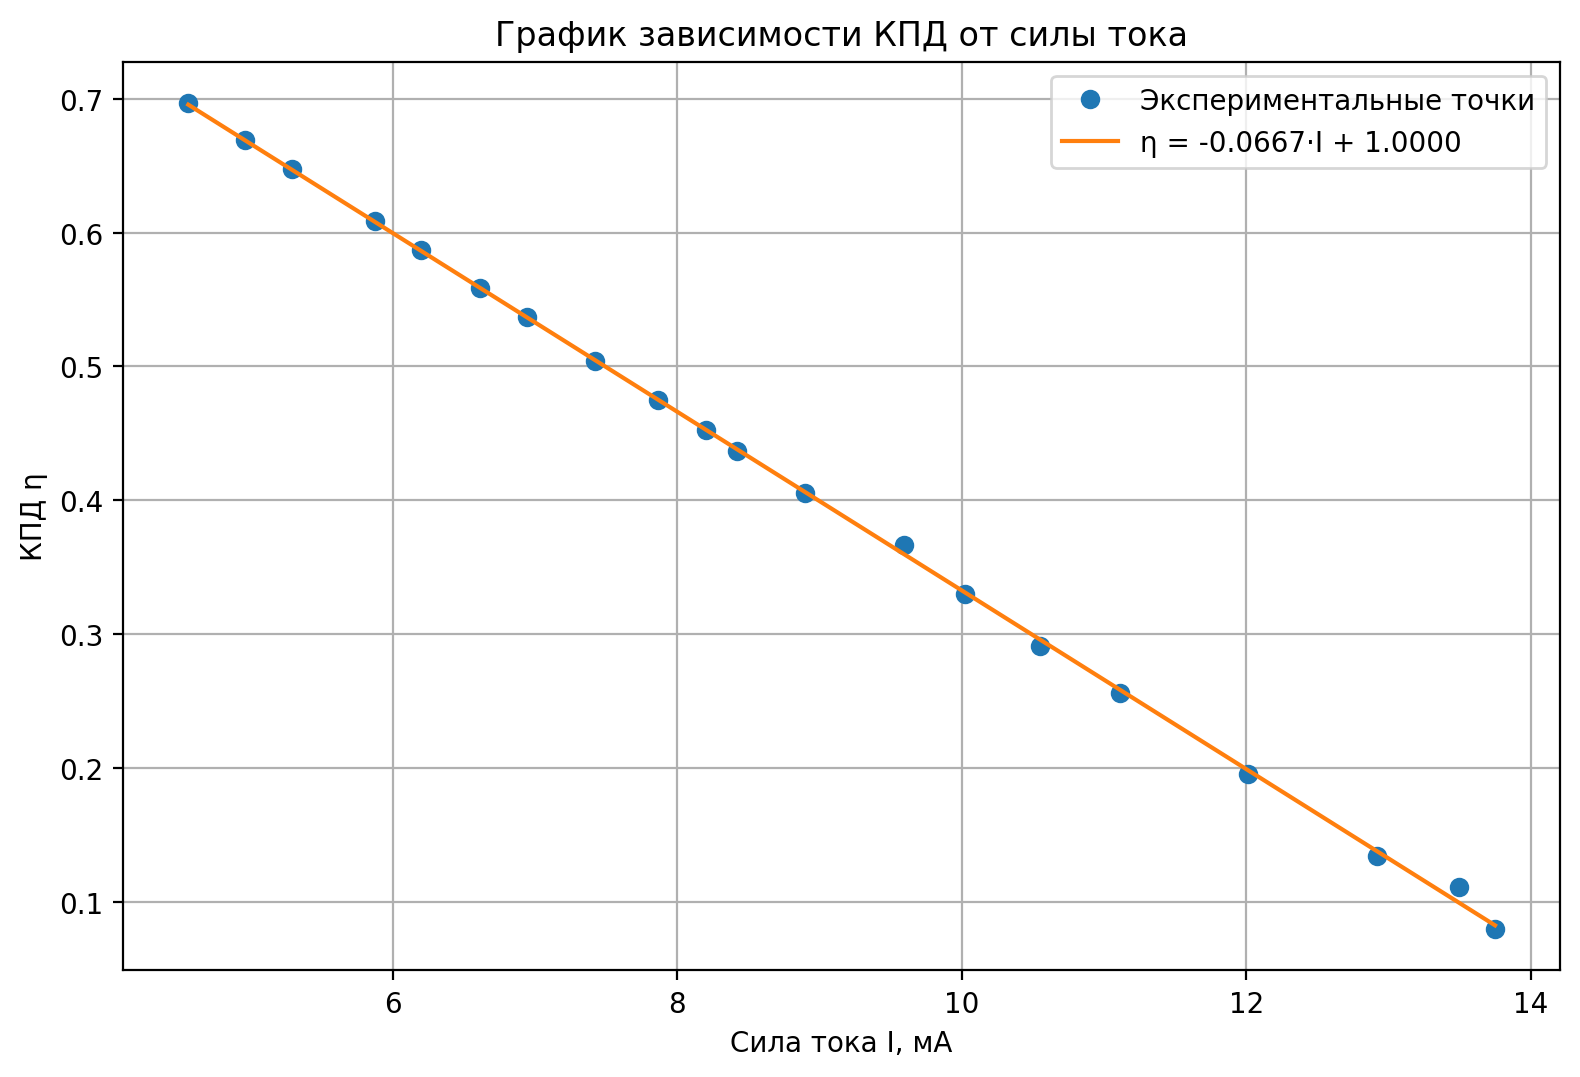 График зависимости КПД от силы тока
Экспериментальные точки
η = -0.0667·I + 1.0000
КПД η
0.7
0.6
0.5
0.4
0.3
0.2
0.1
6 8 10 12 14
Сила тока I, мА